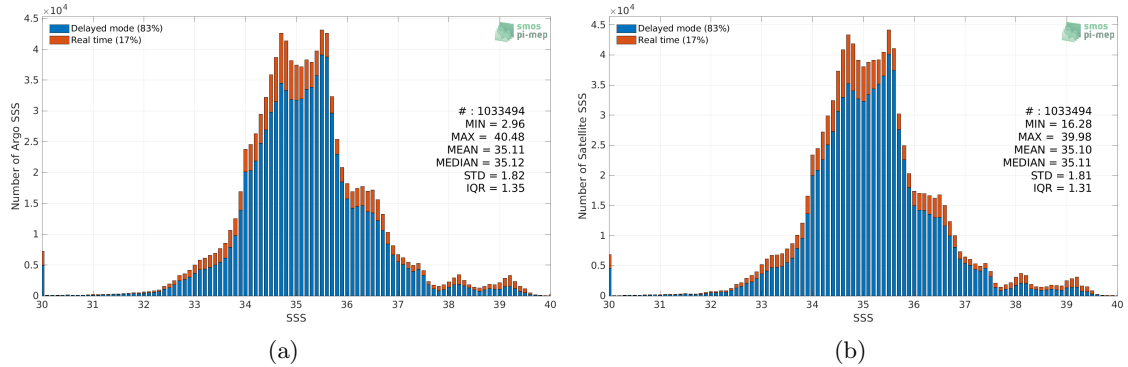 ×10⁴
Delayed mode (83%)
Real time (17%)
smos
pi-mep
4.5
4
3.5
3
2.5
2
1.5
1
0.5
0
Number of Argo SSS
# : 1033494
MIN = 2.96
MAX = 40.48
MEAN = 35.11
MEDIAN = 35.12
STD = 1.82
IQR = 1.35
30 31 32 33 34 35 36 37 38 39 40
SSS
(a)
×10⁴
Delayed mode (83%)
Real time (17%)
smos
pi-mep
4.5
4
3.5
3
2.5
2
1.5
1
0.5
0
Number of Satellite SSS
# : 1033494
MIN = 16.28
MAX = 39.98
MEAN = 35.10
MEDIAN = 35.11
STD = 1.81
IQR = 1.31
30 31 32 33 34 35 36 37 38 39 40
SSS
(b)